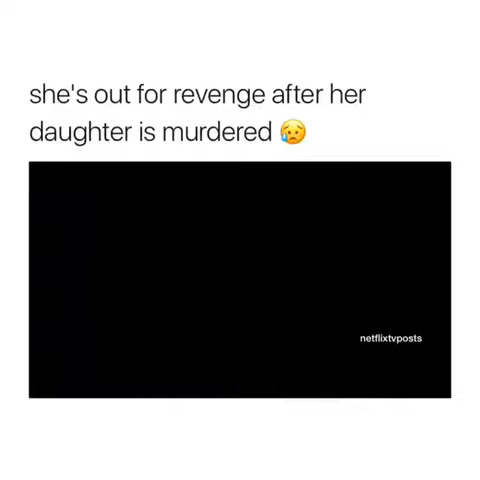 she's out for revenge after her
daughter is murdered 😥
netflixtvposts